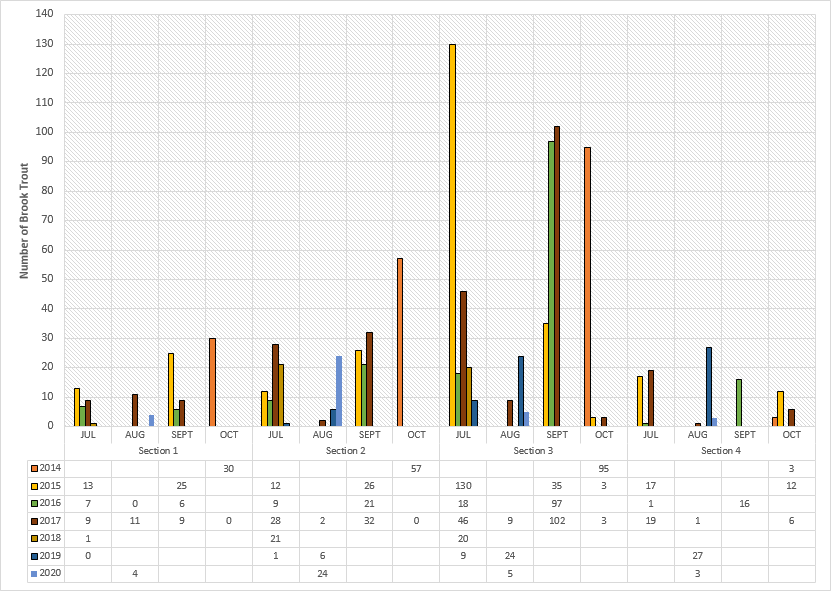 140
130
120
110
100
90
80
70
60
50
40
30
20
10
0
Number of Brook Trout
JUL AUG SEPT OCT JUL AUG SEPT OCT JUL AUG SEPT OCT JUL AUG SEPT OCT
Section 1 Section 2 Section 3 Section 4
2014 30 57 95 3
2015 13 25 12 26 130 35 3 17 12
2016 7 0 6 9 21 18 97 1 16
2017 9 11 9 0 28 2 32 0 46 9 102 3 19 1 6
2018 1 21 20
2019 0 1 6 9 24 27
2020 4 24 5 3